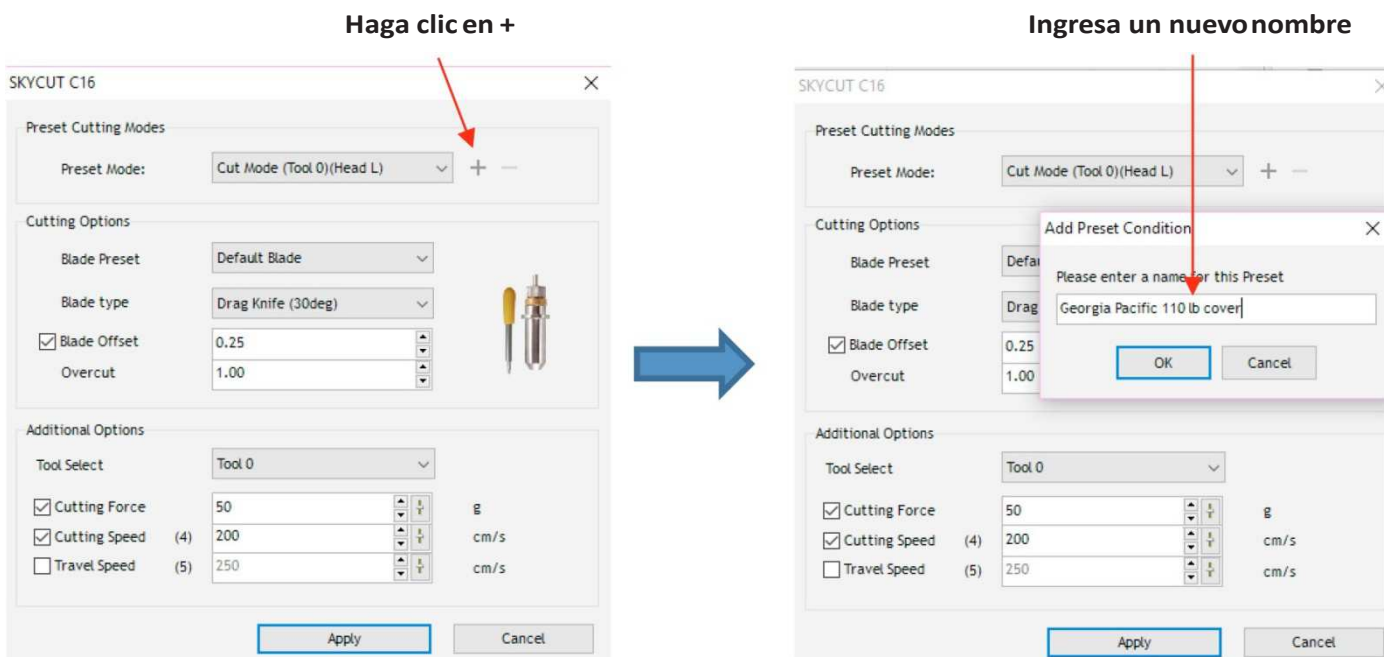 Haga clic en +
SKYCUT C16
Preset Cutting Modes
Preset Mode: Cut Mode (Tool 0)(Head L)
Cutting Options
Blade Preset Default Blade
Blade type Drag Knife (30deg)
Blade Offset 0.25
Overcut 1.00
Additional Options
Tool Select Tool 0
Cutting Force 50 g
Cutting Speed (4) 200 cm/s
Travel Speed (5) 250 cm/s
Apply Cancel
Ingresa un nuevo nombre
SKYCUT C16
Preset Cutting Modes
Preset Mode: Cut Mode (Tool 0)(Head L)
Cutting Options
Blade Preset
Blade type Drag
Blade Offset 0.25
Overcut 1.00
Add Preset Condition
Please enter a name for this Preset
Georgia Pacific 110 lb cover
OK Cancel
Additional Options
Tool Select Tool 0
Cutting Force 50 g
Cutting Speed (4) 200 cm/s
Travel Speed (5) 250 cm/s
Apply Cancel